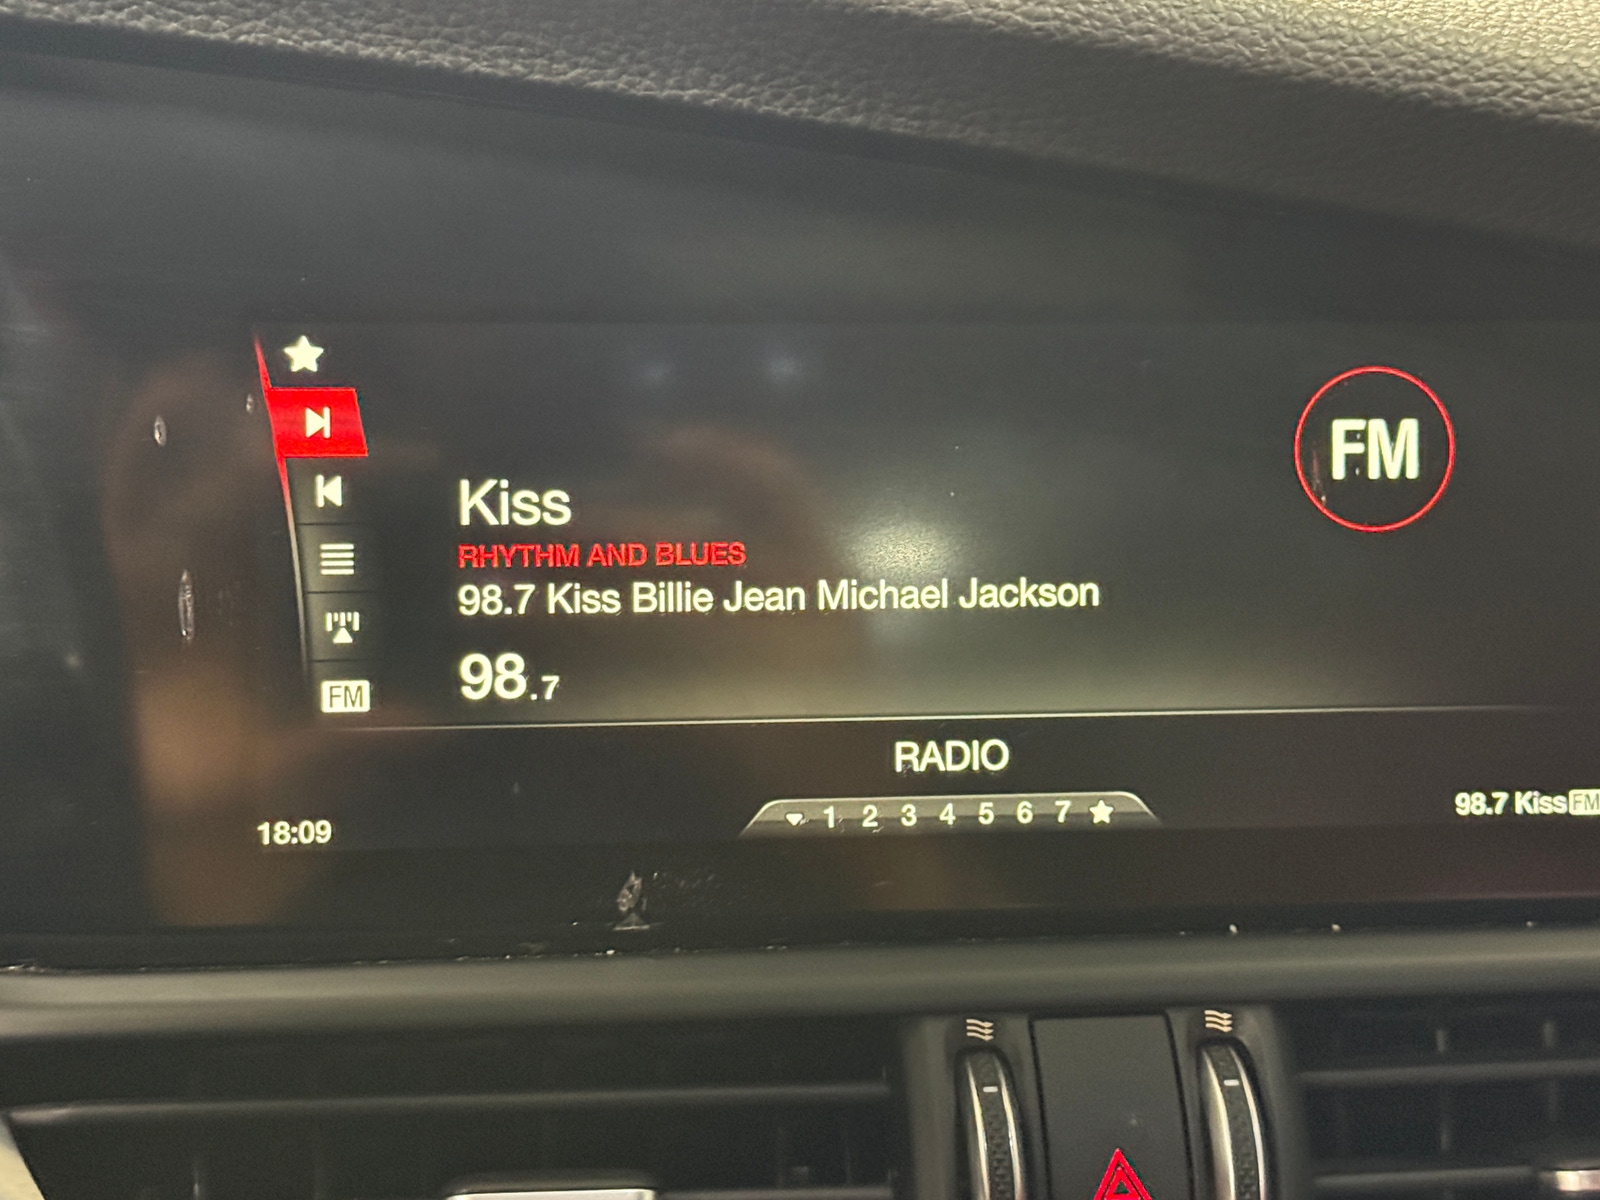 FM
Kiss
RHYTHM AND BLUES
98.7 Kiss Billie Jean Michael Jackson
98.7
FM
RADIO
1 2 3 4 5 6 7
98.7 Kiss FM
18:09